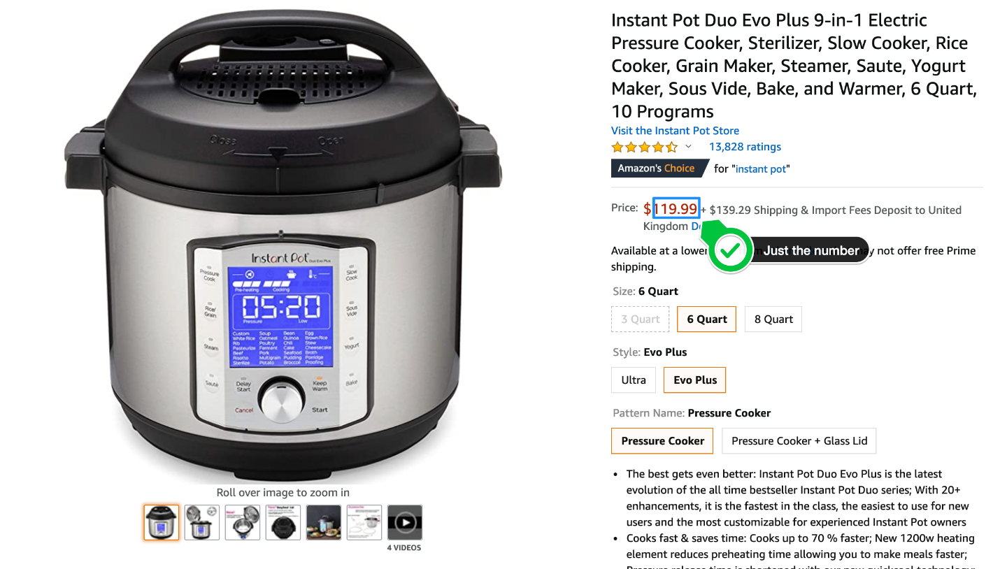 Close
Open
Instant Pot Duo Evo Plus
°C
Pre-heating Cooking
05:20
Pressure Low
Custom Soup Bean Egg
White Rice Oatmeal Quinoa Brown Rice
Rib Poultry Chili Stew
Pasteurize Ferment Cake Cheesecake
Beef Pork Seafood Broth
Risotto Multigrain Pudding Porridge
Sterilize Potato Broccoli Proofing
Pressure
Cook
Rice/
Grain
Steam
Sauté
Slow
Cook
Sous
Vide
Yogurt
Bake
Delay
Start
Keep
Warm
Cancel
Start
Roll over image to zoom in
4 VIDEOS
Instant Pot Duo Evo Plus 9-in-1 Electric
Pressure Cooker, Sterilizer, Slow Cooker, Rice
Cooker, Grain Maker, Steamer, Saute, Yogurt
Maker, Sous Vide, Bake, and Warmer, 6 Quart,
10 Programs
Visit the Instant Pot Store
13,828 ratings
Amazon's Choice for "instant pot"
Price: $119.99 + $139.29 Shipping & Import Fees Deposit to United
Kingdom
Just the number
Available at a lower not offer free Prime
shipping.
Size: 6 Quart
3 Quart 6 Quart 8 Quart
Style: Evo Plus
Ultra Evo Plus
Pattern Name: Pressure Cooker
Pressure Cooker Pressure Cooker + Glass Lid
• The best gets even better: Instant Pot Duo Evo Plus is the latest
evolution of the all time bestseller Instant Pot Duo series; With 20+
enhancements, it is the fastest in the class, the easiest to use for new
users and the most customizable for experienced Instant Pot owners
• Cooks fast & saves time: Cooks up to 70 % faster; New 1200w heating
element reduces preheating time allowing you to make meals faster;